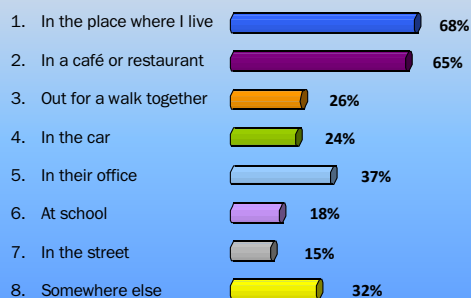 1. In the place where I live 68%
2. In a café or restaurant 65%
3. Out for a walk together 26%
4. In the car 24%
5. In their office 37%
6. At school 18%
7. In the street 15%
8. Somewhere else 32%